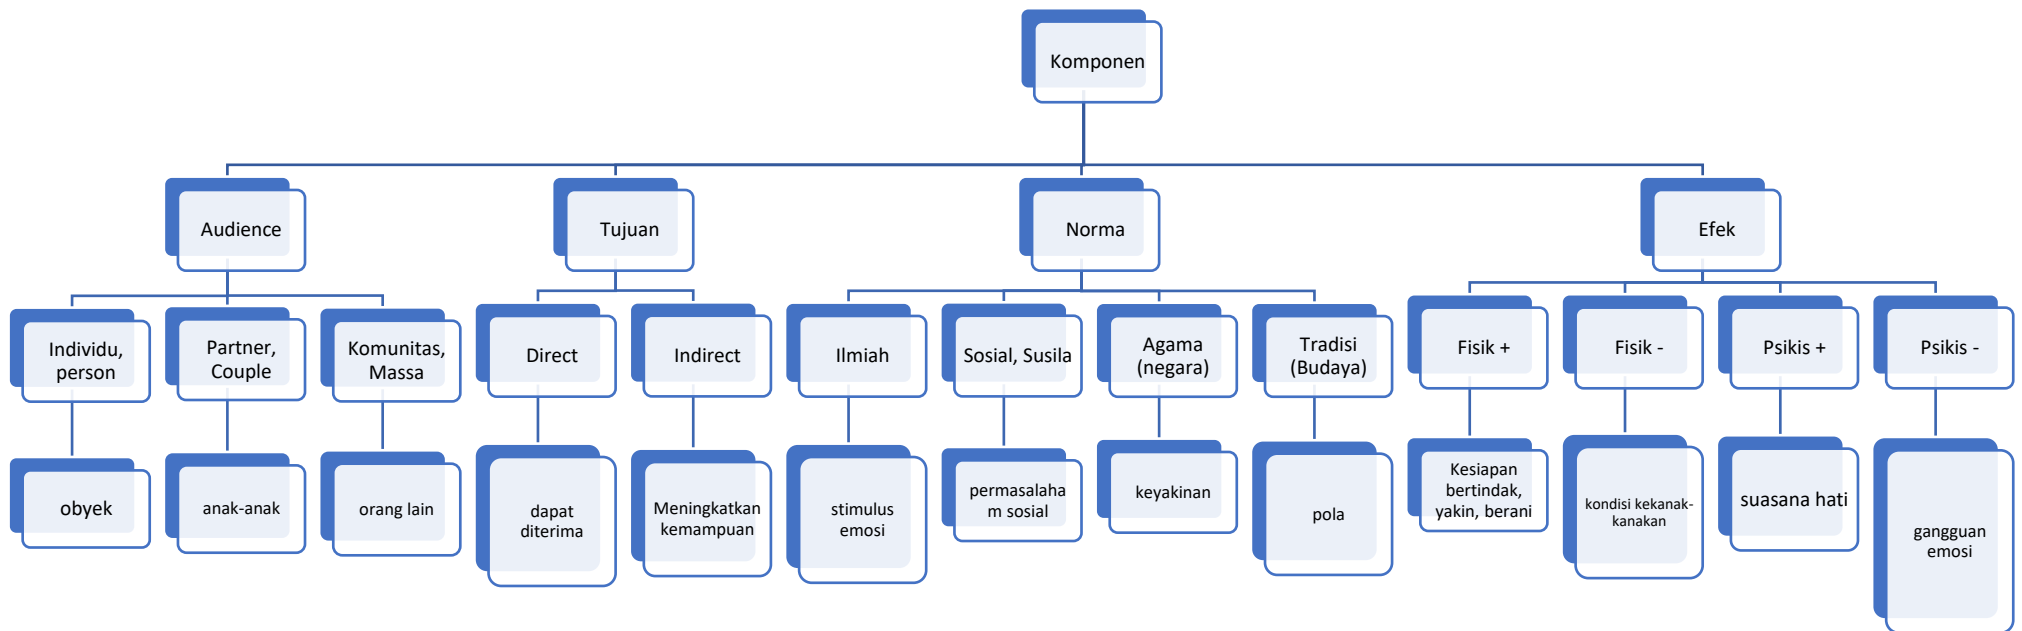 Komponen
Audience
Tujuan
Norma
Efek
Individu,
person
Partner,
Couple
Komunitas,
Massa
Direct
Indirect
Ilmiah
Sosial, Susila
Agama
(negara)
Tradisi
(Budaya)
Fisik +
Fisik -
Psikis +
Psikis -
obyek
anak-anak
orang lain
dapat
diterima
Meningkatkan
kemampuan
stimulus
emosi
permasalaha
m sosial
keyakinan
pola
Kesiapan
bertindak,
yakin, berani
kondisi kekanak-
kanakan
suasana hati
gangguan
emosi